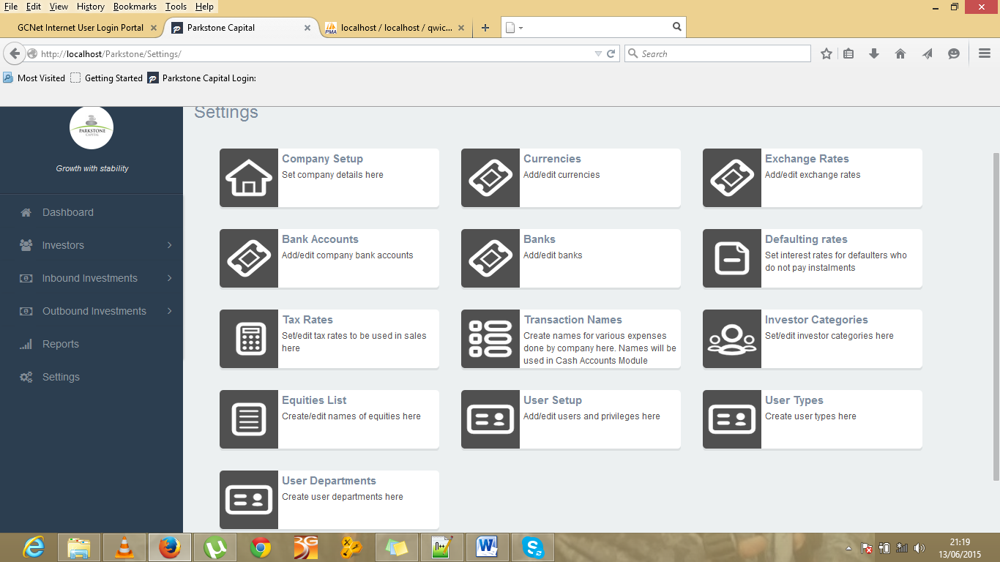 File Edit View History Bookmarks Tools Help
GCNet Internet User Login Portal
Parkstone Capital
localhost / localhost / qwic...
http://localhost/Parkstone/Settings/
Search
Most Visited
Getting Started
Parkstone Capital Login:
PARKSTONE
CAPITAL
Growth with stability
Dashboard
Investors
Inbound Investments
Outbound Investments
Reports
Settings
Settings
Company Setup
Set company details here
Currencies
Add/edit currencies
Exchange Rates
Add/edit exchange rates
Bank Accounts
Add/edit company bank accounts
Banks
Add/edit banks
Defaulting rates
Set interest rates for defaulters who
do not pay instalments
Tax Rates
Set/edit tax rates to be used in sales
here
Transaction Names
Create names for various expenses
done by company here. Names will be
used in Cash Accounts Module
Investor Categories
Set/edit investor categories here
Equities List
Create/edit names of equities here
User Setup
Add/edit users and privileges here
User Types
Create user types here
User Departments
Create user departments here
21:19
13/06/2015